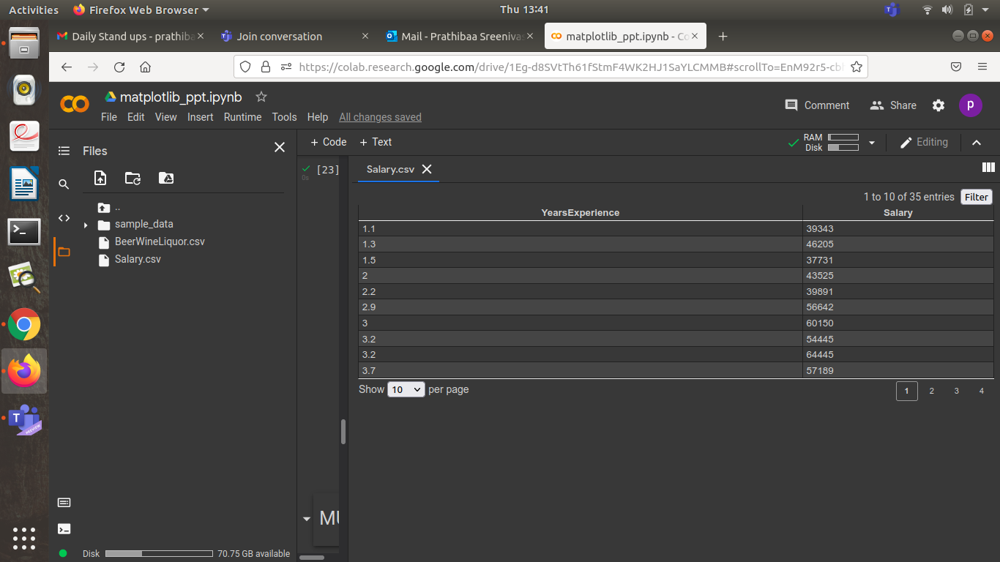 Activities Firefox Web Browser Thu 13:41
Daily Stand ups - prathiba Join conversation Mail - Prathibaa Sreenivas matplotlib_ppt.ipynb - Co
https://colab.research.google.com/drive/1Eg-d8SVtTh61fStmF4WK2HJ1SaYLCMMB#scrollTo=EnM92r5-cbl
matplotlib_ppt.ipynb
File Edit View Insert Runtime Tools Help All changes saved
Comment Share p
Files
+ Code + Text
RAM
Disk
Editing
..
sample_data
BeerWineLiquor.csv
Salary.csv
[23]
0s
Salary.csv
1 to 10 of 35 entries Filter
YearsExperience Salary
1.1 39343
1.3 46205
1.5 37731
2 43525
2.2 39891
2.9 56642
3 60150
3.2 54445
3.2 64445
3.7 57189
Show 10 per page 1 2 3 4
MU
T
PREVIEW
Disk 70.75 GB available